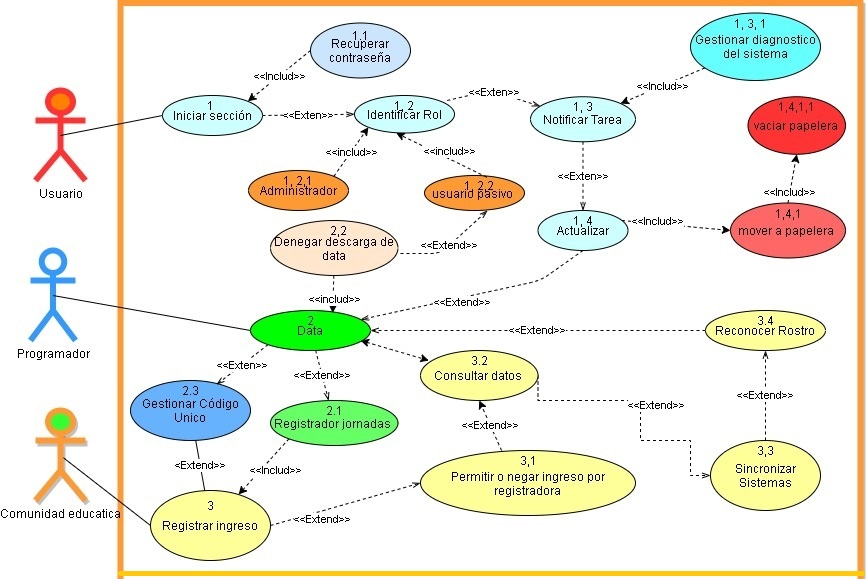 1.1
Recuperar
contraseña
1, 3, 1
Gestionar diagnostico
del sistema
<<Includ>>
<<Includ>>
1
Iniciar sección
<<Exten>>
1, 2
Identificar Rol
<<Exten>>
1, 3
Notificar Tarea
1,4,1,1
vaciar papelera
Usuario
<<includ>>
<<includ>>
<<Exten>>
1, 2,1
Administrador
1, 2,2
usuario pasivo
<<Includ>>
2,2
Denegar descarga de
data
<<Extend>>
1, 4
Actualizar
<<Includ>>
1,4,1
mover a papelera
<<includ>>
<<Extend>>
Programador
2
Data
<<Extend>>
3.4
Reconocer Rostro
<<Exten>>
<<Extend>>
3.2
Consultar datos
2.3
Gestionar Código
Unico
2.1
Registrador jornadas
<<Extend>>
<<Extend>>
<<Extend>>
<Extend>>
<<Includ>>
3,1
Permitir o negar ingreso por
registradora
3,3
Sincronizar
Sistemas
Comunidad educatica
3
Registrar ingreso
<<Extend>>